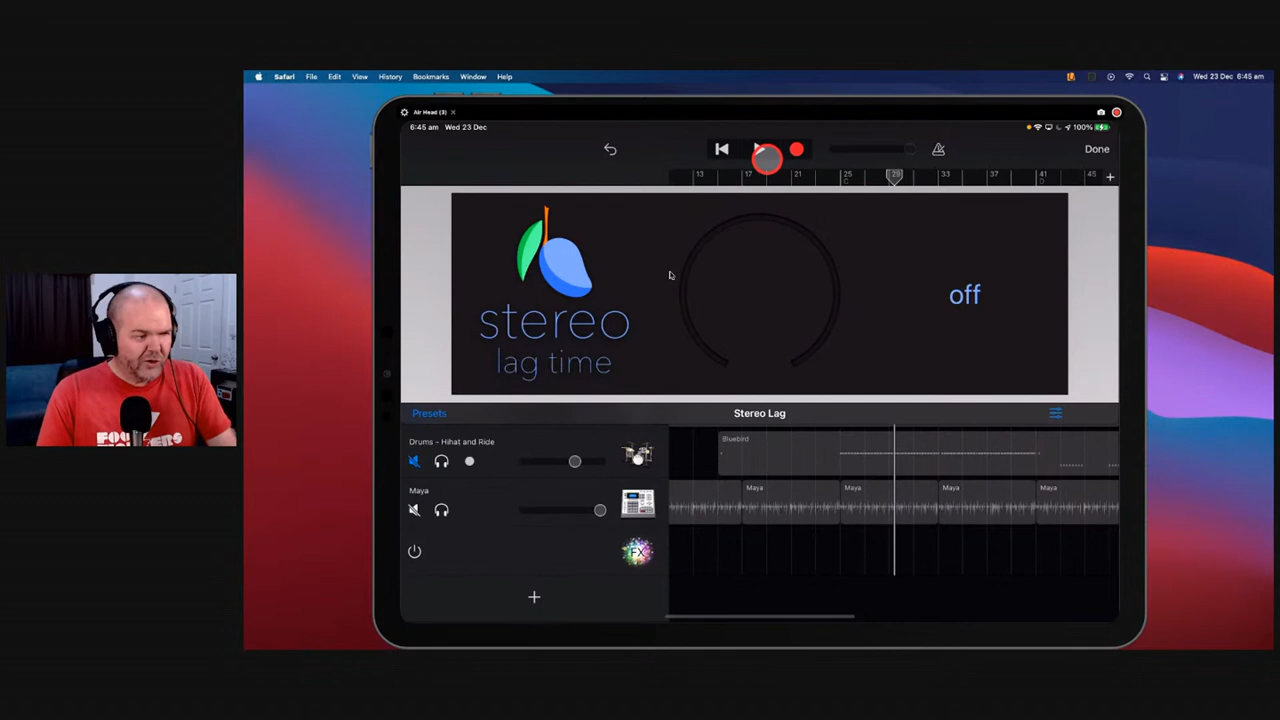 Safari File Edit View History Bookmarks Window Help
Wed 23 Dec 6:45 am
Air Head (3)
6:45 am Wed 23 Dec
100%
Done
13 17 21 25 29 33 37 41 45
C D
stereo
lag time
off
Presets
Stereo Lag
Drums - Hihat and Ride
Bluebird
Maya
Maya Maya Maya Maya
FX